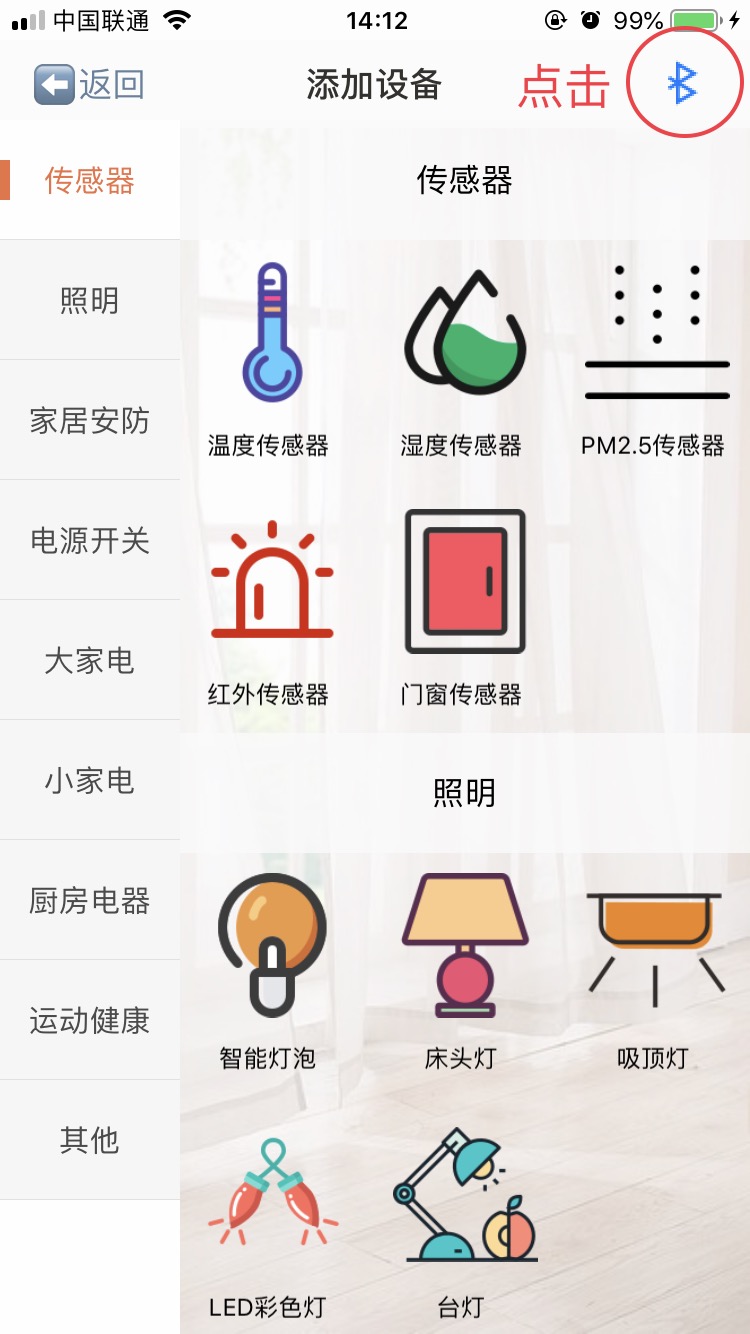 中国联通
14:12
99%
返回
添加设备
点击
传感器
照明
家居安防
电源开关
大家电
小家电
厨房电器
运动健康
其他
传感器
温度传感器
湿度传感器
PM2.5传感器
红外传感器
门窗传感器
照明
智能灯泡
床头灯
吸顶灯
LED彩色灯
台灯